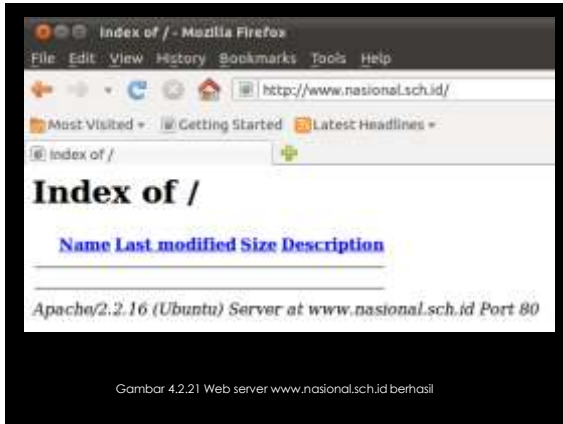 Index of / - Mozilla Firefox
File Edit View History Bookmarks Tools Help
http://www.nasional.sch.id/
Most Visited Getting Started Latest Headlines
Index of /
Index of /
Name Last modified Size Description
Apache/2.2.16 (Ubuntu) Server at www.nasional.sch.id Port 80
Gambar 4.2.21 Web server www.nasional.sch.id berhasil